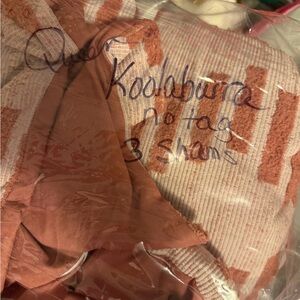 Queen
Koolaburra
no tag
3 Shams